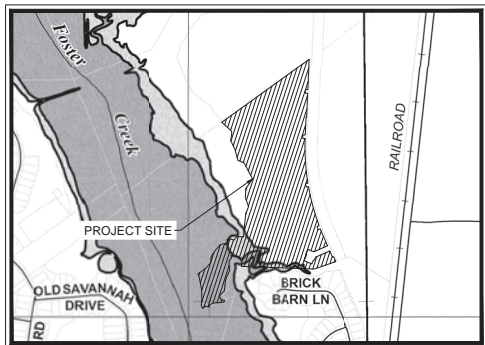 Foster
Creek
RAILROAD
PROJECT SITE
OLD SAVANNAH
DRIVE
BRICK
BARN LN
RD